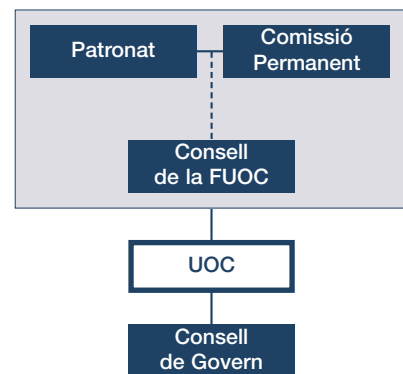 Patronat
Comissió
Permanent
Consell
de la FUOC
UOC
Consell
de Govern